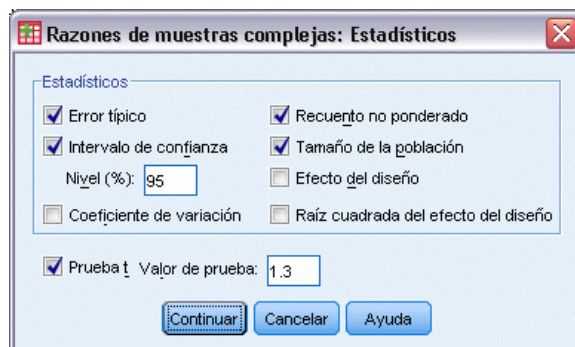 Razones de muestras complejas: Estadísticos
Estadísticos
Error típico
Recuento no ponderado
Intervalo de confianza
Tamaño de la población
Nivel (%): 95
Efecto del diseño
Coeficiente de variación
Raíz cuadrada del efecto del diseño
Prueba t Valor de prueba: 1.3
Continuar Cancelar Ayuda